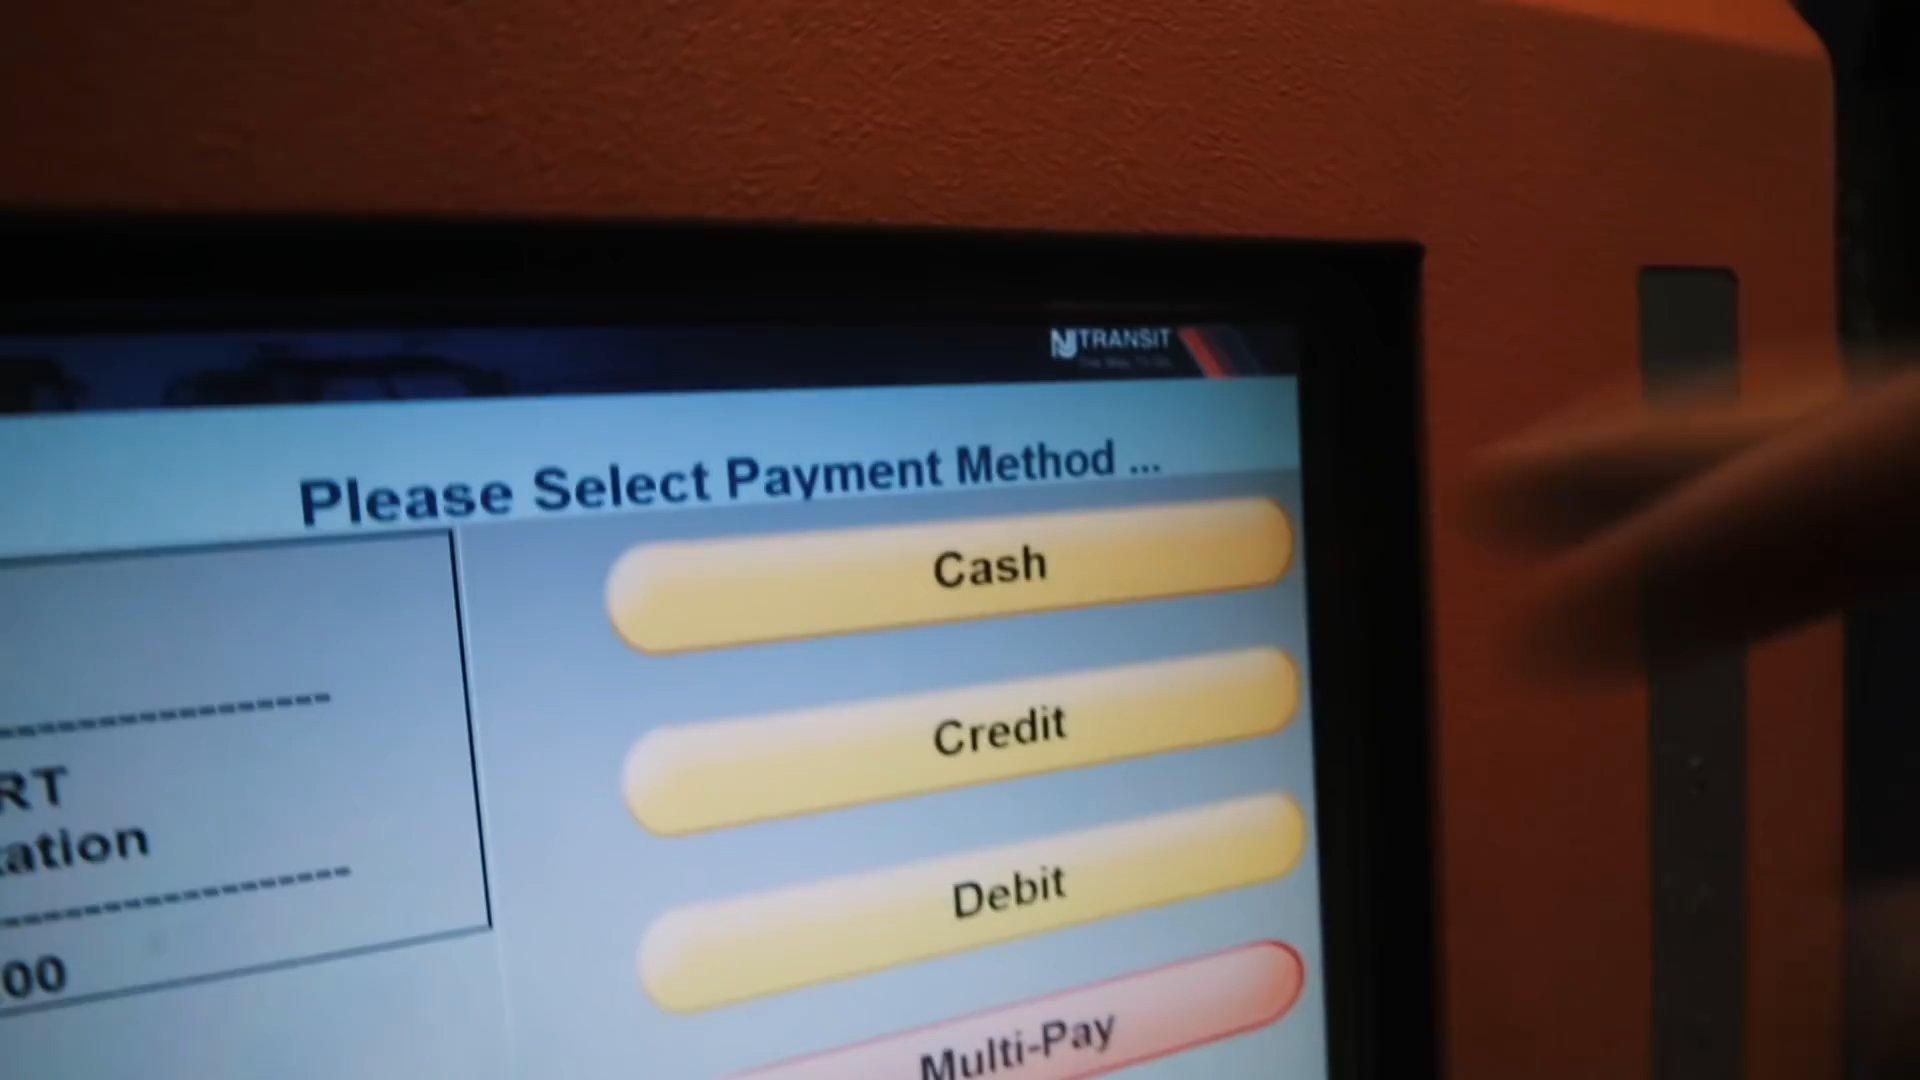 NJ TRANSIT
Please Select Payment Method ...
Cash
Credit
Debit
Multi-Pay
RT
ation
00